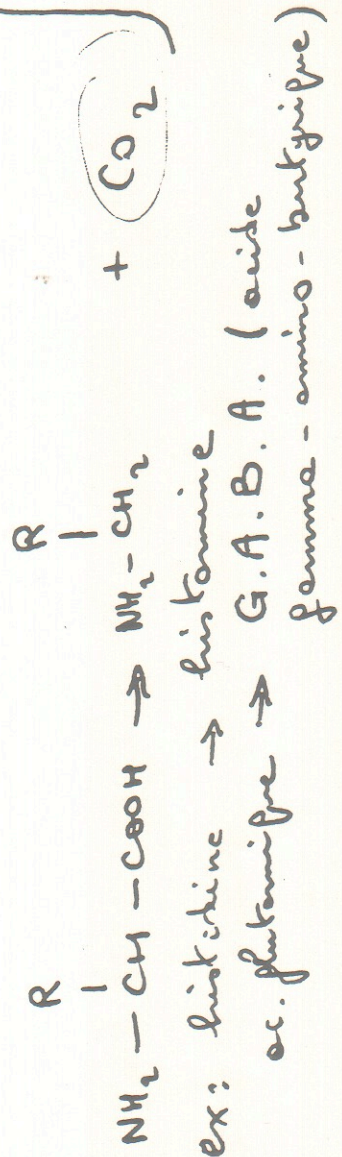 R R
| |
NH₂ — CH — COOH → NH₂ – CH₂ + CO₂
ex: histidine → histamine
ac. glutamique → G.A.B.A. (acide
gamma-amino-butyrique)